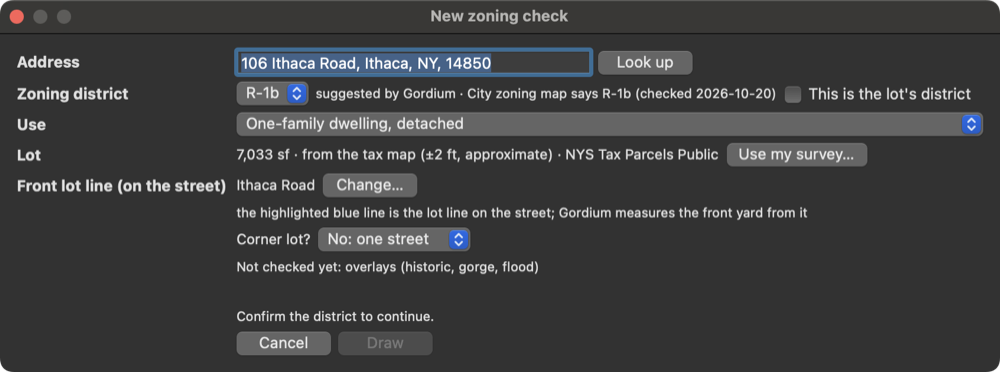 New zoning check
Address 106 Ithaca Road, Ithaca, NY, 14850 Look up
Zoning district R-1b suggested by Gordium · City zoning map says R-1b (checked 2026-10-20) This is the lot's district
Use One-family dwelling, detached
Lot 7,033 sf · from the tax map (±2 ft, approximate) · NYS Tax Parcels Public Use my survey...
Front lot line (on the street) Ithaca Road Change...
the highlighted blue line is the lot line on the street; Gordium measures the front yard from it
Corner lot? No: one street
Not checked yet: overlays (historic, gorge, flood)
Confirm the district to continue.
Cancel Draw